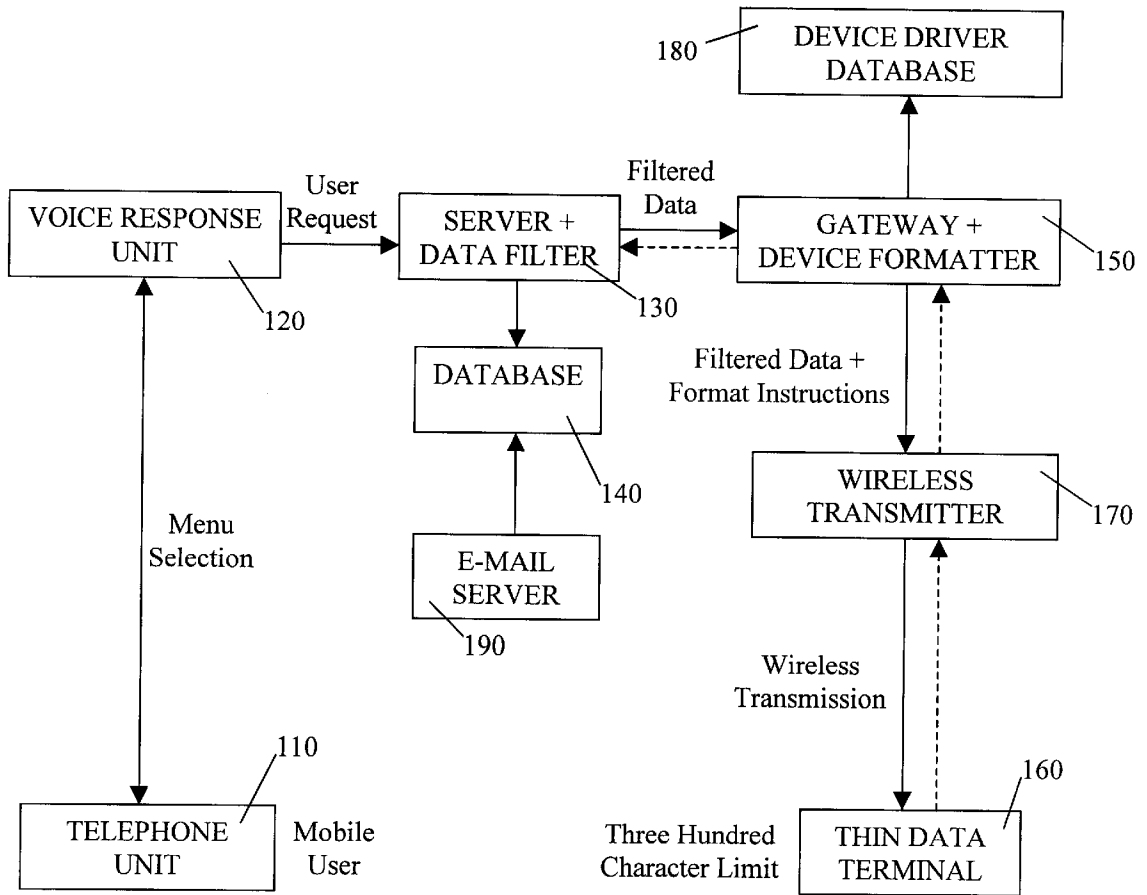 180
DEVICE DRIVER
DATABASE
User
Request
Filtered
Data
VOICE RESPONSE
UNIT
SERVER +
DATA FILTER
GATEWAY +
DEVICE FORMATTER
120
130
150
DATABASE
140
Filtered Data +
Format Instructions
WIRELESS
TRANSMITTER
170
Menu
Selection
E-MAIL
SERVER
190
Wireless
Transmission
110
160
TELEPHONE
UNIT
Mobile
User
Three Hundred
Character Limit
THIN DATA
TERMINAL